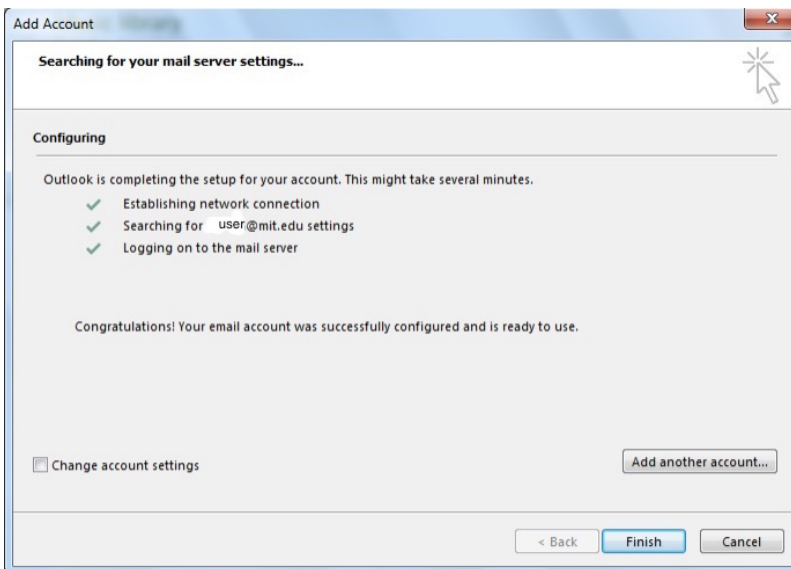 Add Account
Searching for your mail server settings...
Configuring
Outlook is completing the setup for your account. This might take several minutes.
Establishing network connection
Searching for user@mit.edu settings
Logging on to the mail server
Congratulations! Your email account was successfully configured and is ready to use.
Change account settings
Add another account...
< Back
Finish
Cancel